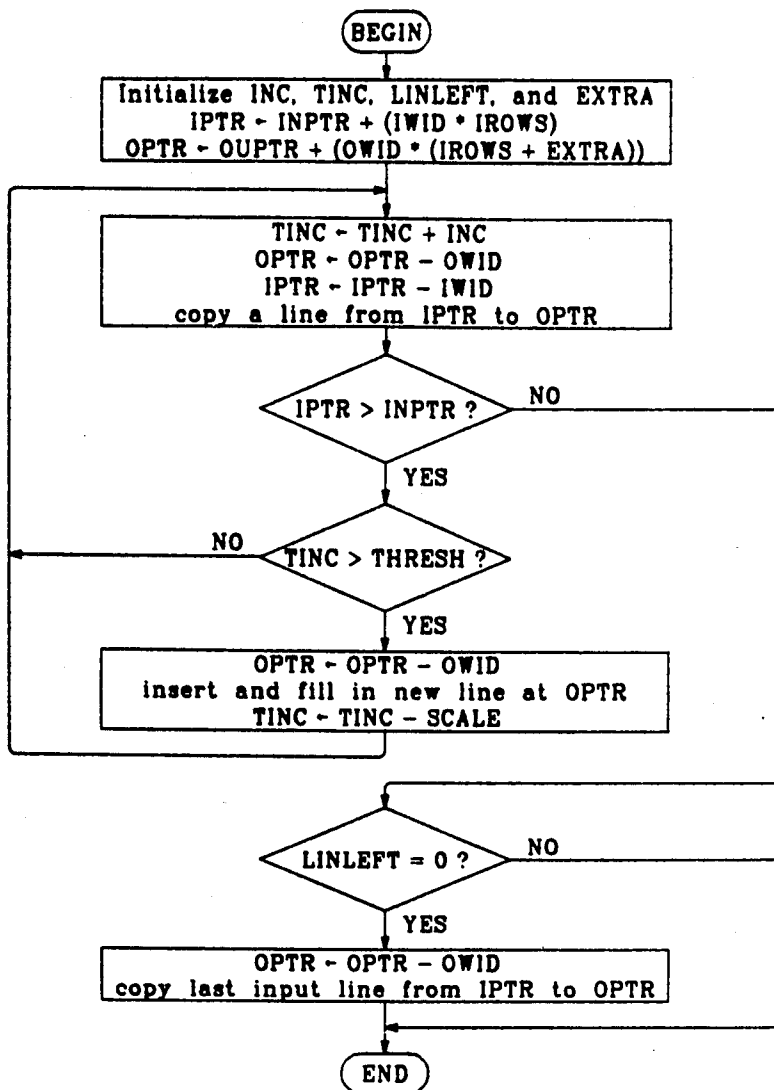 BEGIN
Initialize INC, TINC, LINLEFT, and EXTRA
IPTR ← INPTR + (IWID * IROWS)
OPTR ← OUPTR + (OWID * (IROWS + EXTRA))
TINC ← TINC + INC
OPTR ← OPTR – OWID
IPTR ← IPTR – IWID
copy a line from IPTR to OPTR
IPTR > INPTR ?
NO
YES
NO
TINC > THRESH ?
YES
OPTR ← OPTR – OWID
insert and fill in new line at OPTR
TINC ← TINC – SCALE
LINLEFT = 0 ?
NO
YES
OPTR ← OPTR – OWID
copy last input line from IPTR to OPTR
END